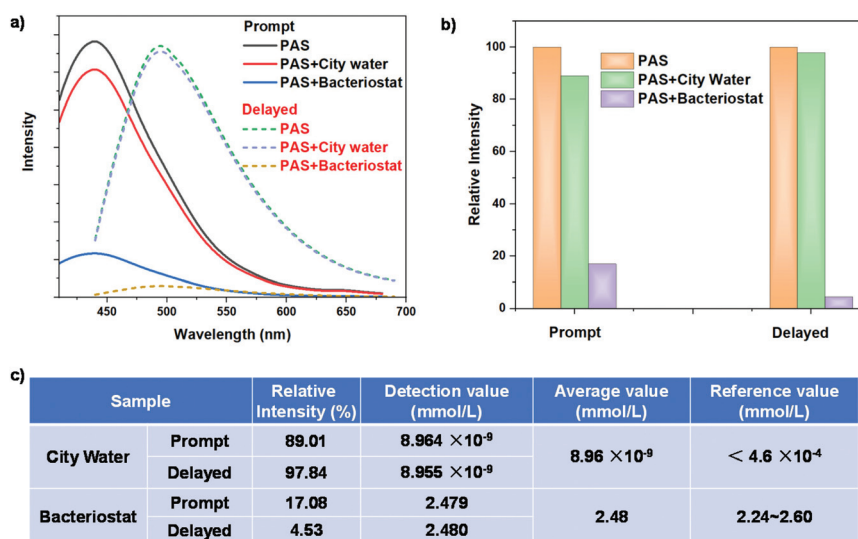 a)
Prompt
PAS
PAS+City water
PAS+Bacteriostat
Delayed
PAS
PAS+City water
PAS+Bacteriostat
Intensity
450 500 550 600 650 700
Wavelength (nm)
b)
100
80
60
40
20
0
Relative Intensity
PAS
PAS+City Water
PAS+Bacteriostat
Prompt Delayed
c)
Sample Relative Intensity (%) Detection value (mmol/L) Average value (mmol/L) Reference value (mmol/L)
City Water Prompt 89.01 8.964 ×10⁻⁹ 8.96 ×10⁻⁹ < 4.6 ×10⁻⁴
Delayed 97.84 8.955 ×10⁻⁹
Bacteriostat Prompt 17.08 2.479 2.48 2.24~2.60
Delayed 4.53 2.480